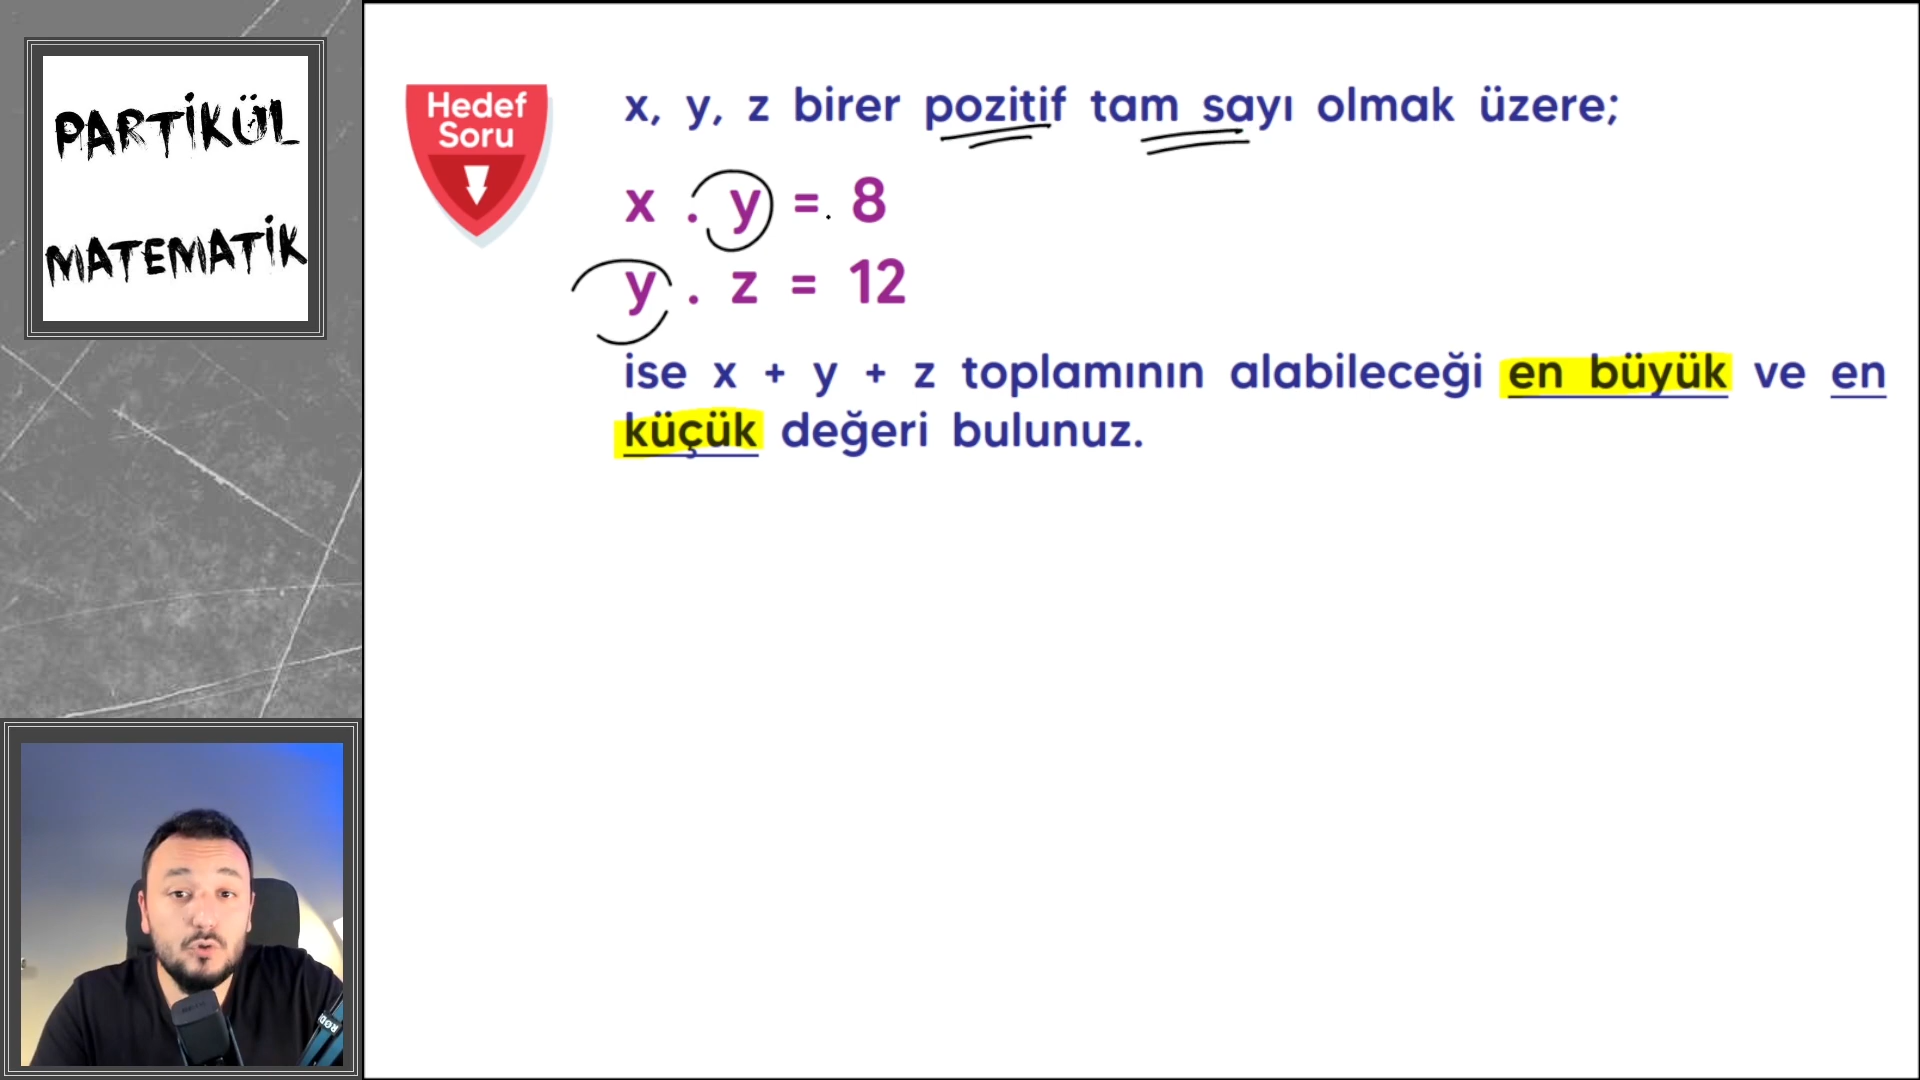 PARTİKÜL
MATEMATİK
Hedef
Soru
x, y, z birer pozitif tam sayı olmak üzere;
x . y = 8
y . z = 12
ise x + y + z toplamının alabileceği en büyük ve en
küçük değeri bulunuz.